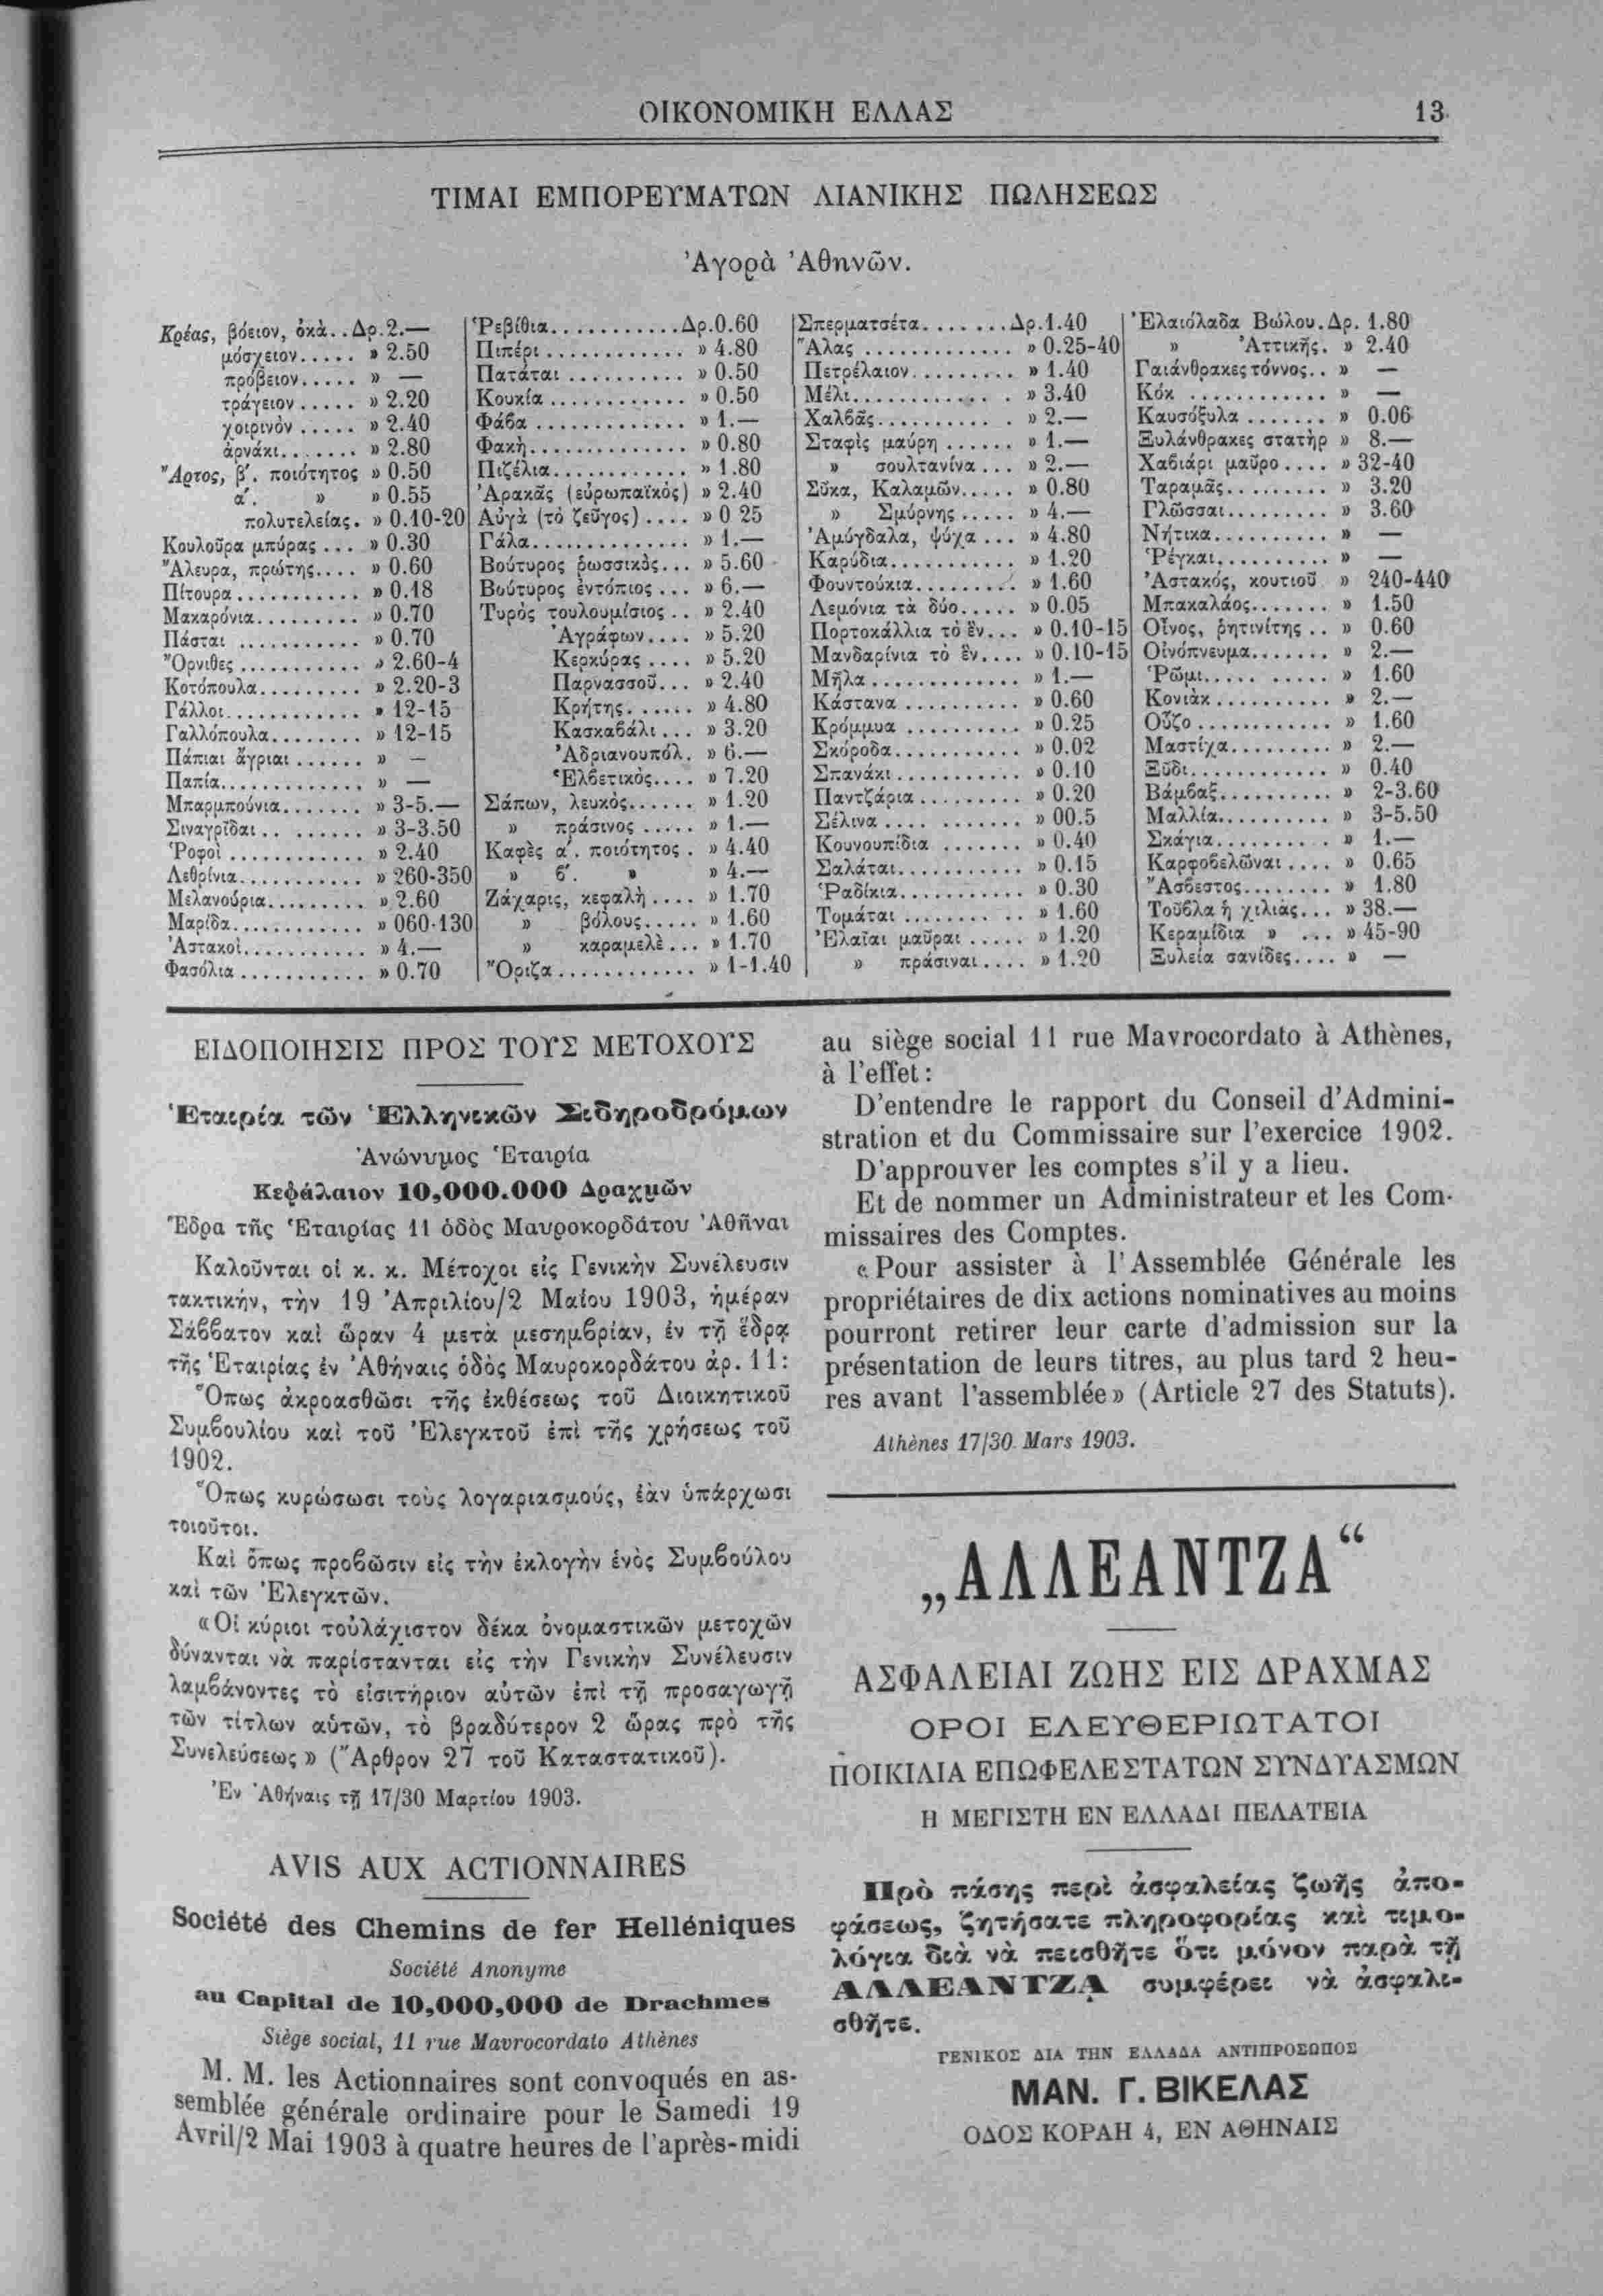 ΟΙΚΟΝΟΜΙΚΗ ΕΛΛΑΣ 13
ΤΙΜΑΙ ΕΜΠΟΡΕΥΜΑΤΩΝ ΛΙΑΝΙΚΗΣ ΠΩΛΗΣΕΩΣ
Ἀγορὰ Ἀθηνῶν.
Κρέας, βόειον, ὀκὰ..Δρ.2.—
μόσχειον..... » 2.50
πρόβειον..... » —
τράγειον..... » 2.20
χοιρινὸν..... » 2.40
ἀρνάκι....... » 2.80
Ἄρτος, β΄. ποιότητος » 0.50
α΄. » » 0.55
πολυτελείας. » 0.10-20
Κουλοῦρα μπύρας... » 0.30
Ἄλευρα, πρώτης.... » 0.60
Πίτουρα........... » 0.18
Μακαρόνια......... » 0.70
Πάσται ........... » 0.70
Ὄρνιθες........... » 2.60-4
Κοτόπουλα......... » 2.20-3
Γάλλοι............ » 12-15
Γαλλόπουλα........ » 12-15
Πάπιαι ἄγριαι...... » —
Παπία............. » —
Μπαρμπούνια....... » 3-5.—
Σιναγρῖδαι........ » 3-3.50
Ῥοφοὶ............ » 2.40
Λεθρίνια........... » 260-350
Μελανούρια......... » 2.60
Μαρίδα............ » 060-130
Ἀστακοὶ........... » 4.—
Φασόλια........... » 0.70
Ῥεβίθια............Δρ.0.60
Πιπέρι............. » 4.80
Πατάται........... » 0.50
Κουκία............. » 0.50
Φάβα.............. » 1.—
Φακὴ............... » 0.80
Πιζέλια............. » 1.80
Ἀρακᾶς (εὐρωπαϊκὸς) » 2.40
Αὐγὰ (τὸ ζεῦγος).... » 0 25
Γάλα............... » 1.—
Βούτυρος ῥωσσικὸς... » 5.60
Βούτυρος ἐντόπιος... » 6.—
Τυρὸς τουλουμίσιος.. » 2.40
Ἀγράφων.... » 5.20
Κερκύρας.... » 5.20
Παρνασσοῦ... » 2.40
Κρήτης....... » 4.80
Κασκαβάλι... » 3.20
Ἀδριανουπόλ. » 6.—
Ἑλβετικὸς.... » 7.20
Σάπων, λευκὸς...... » 1.20
» πράσινος..... » 1.—
Καφὲς α΄. ποιότητος. » 4.40
» β΄. » » 4.—
Ζάχαρις, κεφαλὴ.... » 1.70
» βόλους..... » 1.60
» καραμελὲ... » 1.70
Ὄριζα............. » 1-1.40
Σπερματσέτα........Δρ.1.40
Ἅλας.............. » 0.25-40
Πετρέλαιον......... » 1.40
Μέλι............... » 3.40
Χαλβᾶς............. » 2.—
Σταφὶς μαύρη...... » 1.—
» σουλτανίνα... » 2.—
Σῦκα, Καλαμῶν..... » 0.80
» Σμύρνης..... » 4.—
Ἀμύγδαλα, ψύχα... » 4.80
Καρύδια............ » 1.20
Φουντούκια......... » 1.60
Λεμόνια τὰ δύο..... » 0.05
Πορτοκάλλια τὸ ἓν... » 0.10-15
Μανδαρίνια τὸ ἓν.... » 0.10-15
Μῆλα.............. » 1.—
Κάστανα........... » 0.60
Κρόμμυα........... » 0.25
Σκόροδα............ » 0.02
Σπανάκι............ » 0.10
Παντζάρια.......... » 0.20
Σέλινα............. » 00.5
Κουνουπίδια........ » 0.40
Σαλάται............ » 0.15
Ῥαδίκια............ » 0.30
Τομάται............ » 1.60
Ἐλαῖαι μαῦραι..... » 1.20
» πράσιναι.... » 1.20
Ἐλαιόλαδα Βώλου.Δρ. 1.80
» Ἀττικῆς. » 2.40
Γαιάνθρακες τόννος.. » —
Κὸκ.............. » —
Καυσόξυλα....... » 0.06
Ξυλάνθρακες στατὴρ » 8.—
Χαβιάρι μαῦρο.... » 32-40
Ταραμᾶς......... » 3.20
Γλῶσσαι......... » 3.60
Νήτικα.......... » —
Ῥέγκαι.......... » —
Ἀστακός, κουτιοῦ » 240-440
Μπακαλάος....... » 1.50
Οἶνος, ῥητινίτης.. » 0.60
Οἰνόπνευμα....... » 2.—
Ῥῶμι............ » 1.60
Κονιὰκ........... » 2.—
Οὖζο............ » 1.60
Μαστίχα......... » 2.—
Ξῦδι............. » 0.40
Βάμβαξ.......... » 2-3.60
Μαλλία.......... » 3-5.50
Σκάγια........... » 1.—
Καρφοβελῶναι.... » 0.65
Ἄσβεστος........ » 1.80
Τοῦβλα ἡ χιλιὰς... » 38.—
Κεραμίδια » ... » 45-90
Ξυλεία σανίδες.... » —
ΕΙΔΟΠΟΙΗΣΙΣ ΠΡΟΣ ΤΟΥΣ ΜΕΤΟΧΟΥΣ
Ἑταιρία τῶν Ἑλληνικῶν Σιδηροδρόμων
Ἀνώνυμος Ἑταιρία
Κεφάλαιον 10,000.000 Δραχμῶν
Ἕδρα τῆς Ἑταιρίας 11 ὁδὸς Μαυροκορδάτου Ἀθῆναι
Καλοῦνται οἱ κ. κ. Μέτοχοι εἰς Γενικὴν Συνέλευσιν
τακτικήν, τὴν 19 Ἀπριλίου/2 Μαΐου 1903, ἡμέραν
Σάββατον καὶ ὥραν 4 μετὰ μεσημβρίαν, ἐν τῇ ἕδρᾳ
τῆς Ἑταιρίας ἐν Ἀθήναις ὁδὸς Μαυροκορδάτου ἀρ. 11:
Ὅπως ἀκροασθῶσι τῆς ἐκθέσεως τοῦ Διοικητικοῦ
Συμβουλίου καὶ τοῦ Ἐλεγκτοῦ ἐπὶ τῆς χρήσεως τοῦ
1902.
Ὅπως κυρώσωσι τοὺς λογαριασμούς, ἐὰν ὑπάρχωσι
τοιοῦτοι.
Καὶ ὅπως προβῶσιν εἰς τὴν ἐκλογὴν ἑνὸς Συμβούλου
καὶ τῶν Ἐλεγκτῶν.
«Οἱ κύριοι τοὐλάχιστον δέκα ὀνομαστικῶν μετοχῶν
δύνανται νὰ παρίστανται εἰς τὴν Γενικὴν Συνέλευσιν
λαμβάνοντες τὸ εἰσιτήριον αὐτῶν ἐπὶ τῇ προσαγωγῇ
τῶν τίτλων αὐτῶν, τὸ βραδύτερον 2 ὥρας πρὸ τῆς
Συνελεύσεως» (Ἄρθρον 27 τοῦ Καταστατικοῦ).
Ἐν Ἀθήναις τῇ 17/30 Μαρτίου 1903.
AVIS AUX ACTIONNAIRES
Société des Chemins de fer Helléniques
Société Anonyme
au Capital de 10,000,000 de Drachmes
Siège social, 11 rue Mavrocordato Athènes
M. M. les Actionnaires sont convoqués en as-
semblée générale ordinaire pour le Samedi 19
Avril/2 Mai 1903 à quatre heures de l'après-midi
au siège social 11 rue Mavrocordato à Athènes,
à l'effet:
D'entendre le rapport du Conseil d'Admini-
stration et du Commissaire sur l'exercice 1902.
D'approuver les comptes s'il y a lieu.
Et de nommer un Administrateur et les Com-
missaires des Comptes.
«Pour assister à l'Assemblée Générale les
propriétaires de dix actions nominatives au moins
pourront retirer leur carte d'admission sur la
présentation de leurs titres, au plus tard 2 heu-
res avant l'assemblée» (Article 27 des Statuts).
Athènes 17/30 Mars 1903.
„ΑΛΛΕΑΝΤΖΑ“
ΑΣΦΑΛΕΙΑΙ ΖΩΗΣ ΕΙΣ ΔΡΑΧΜΑΣ
ΟΡΟΙ ΕΛΕΥΘΕΡΙΩΤΑΤΟΙ
ΠΟΙΚΙΛΙΑ ΕΠΩΦΕΛΕΣΤΑΤΩΝ ΣΥΝΔΥΑΣΜΩΝ
Η ΜΕΓΙΣΤΗ ΕΝ ΕΛΛΑΔΙ ΠΕΛΑΤΕΙΑ
Πρὸ πάσης περὶ ἀσφαλείας ζωῆς ἀπο-
φάσεως, ζητήσατε πληροφορίας καὶ τιμο-
λόγια διὰ νὰ πεισθῆτε ὅτι μόνον παρὰ τῇ
ΑΛΛΕΑΝΤΖΑ συμφέρει νὰ ἀσφαλι-
σθῆτε.
ΓΕΝΙΚΟΣ ΔΙΑ ΤΗΝ ΕΛΛΑΔΑ ΑΝΤΙΠΡΟΣΩΠΟΣ
ΜΑΝ. Γ. ΒΙΚΕΛΑΣ
ΟΔΟΣ ΚΟΡΑΗ 4, ΕΝ ΑΘΗΝΑΙΣ